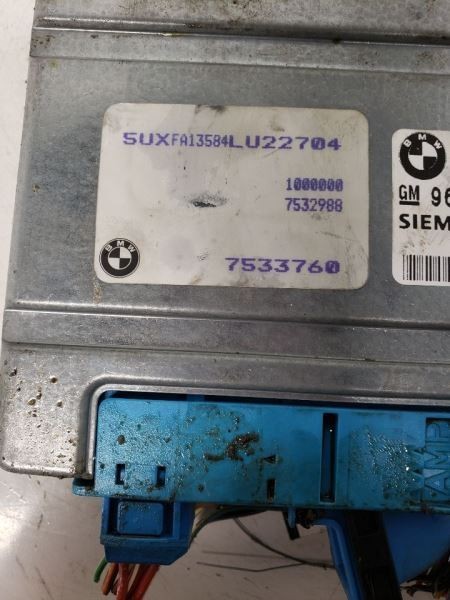 5UXFA13584LU22704
1000000
7532988
BMW
7533760
BMW
GM 96
SIEM
AMP